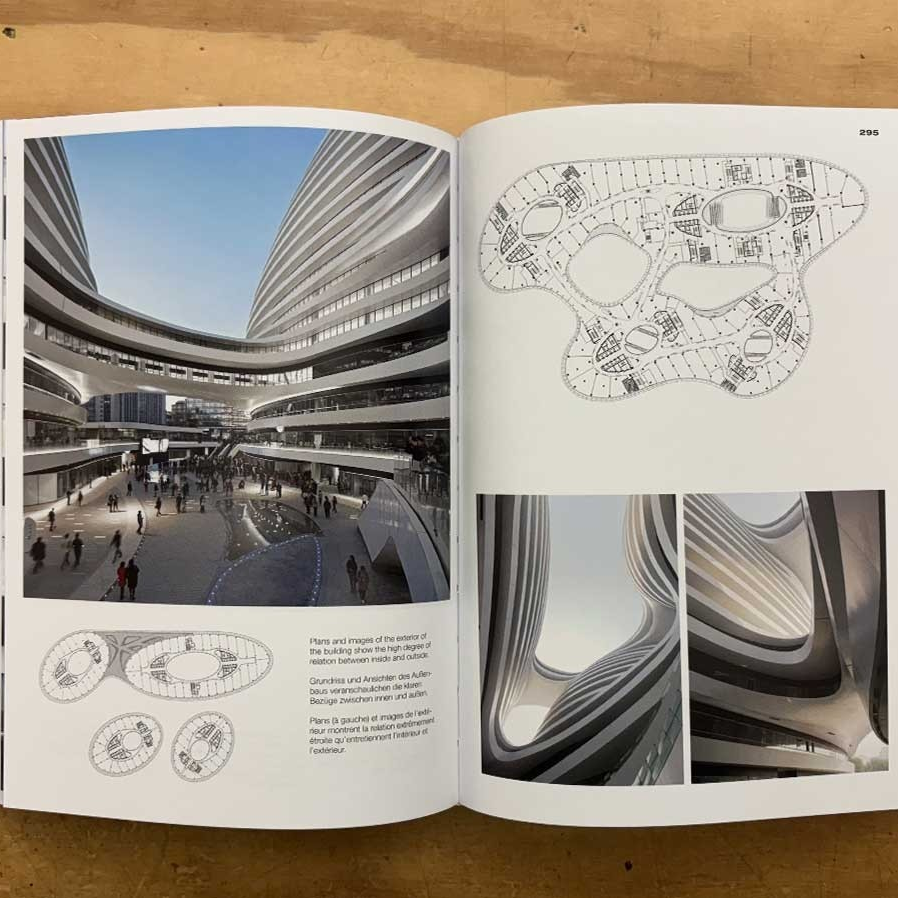 295
Plans and images of the exterior of
the building show the high degree of
relation between inside and outside.
Grundriss und Ansichten des Außen-
baus veranschaulichen die klaren
Bezüge zwischen innen und außen.
Plans (à gauche) et images de l'exté-
rieur montrent la relation extrêmement
étroite qu'entretiennent l'intérieur et
l'extérieur.